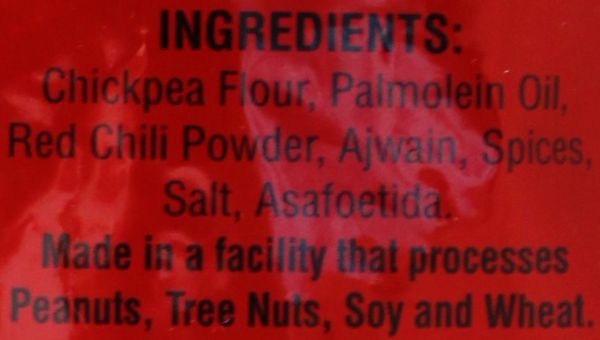 INGREDIENTS:
Chickpea Flour, Palmolein Oil,
Red Chili Powder, Ajwain, Spices,
Salt, Asafoetida.
Made in a facility that processes
Peanuts, Tree Nuts, Soy and Wheat.